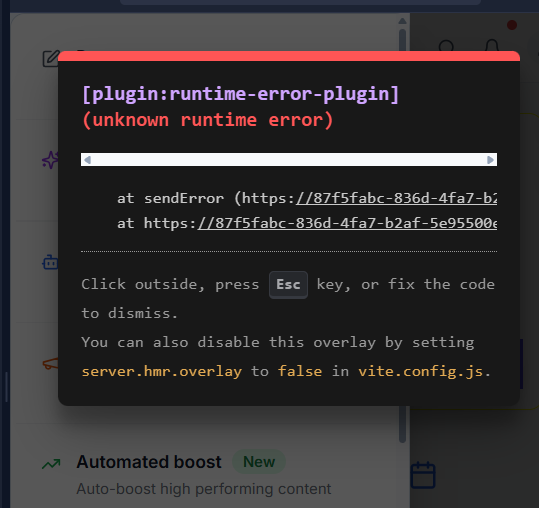 [plugin:runtime-error-plugin]
(unknown runtime error)
at sendError (https://87f5fabc-836d-4fa7-b2
at https://87f5fabc-836d-4fa7-b2af-5e95500e
Click outside, press Esc key, or fix the code
to dismiss.
You can also disable this overlay by setting
server.hmr.overlay to false in vite.config.js.
Automated boost New
Auto-boost high performing content